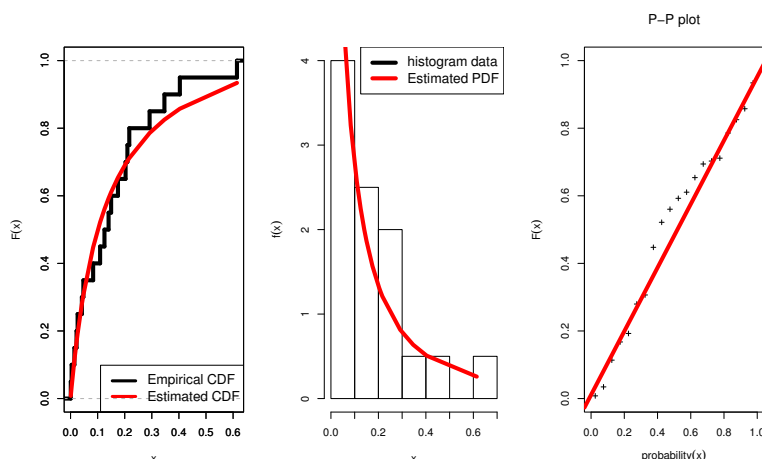 F(x)
1.0
0.8
0.6
0.4
0.2
0.0
Empirical CDF
Estimated CDF
0.0 0.1 0.2 0.3 0.4 0.5 0.6
x
f(x)
4
3
2
1
0
histogram data
Estimated PDF
0.0 0.2 0.4 0.6
x
P−P plot
F(x)
1.0
0.8
0.6
0.4
0.2
0.0
0.0 0.2 0.4 0.6 0.8 1.0
probability(x)